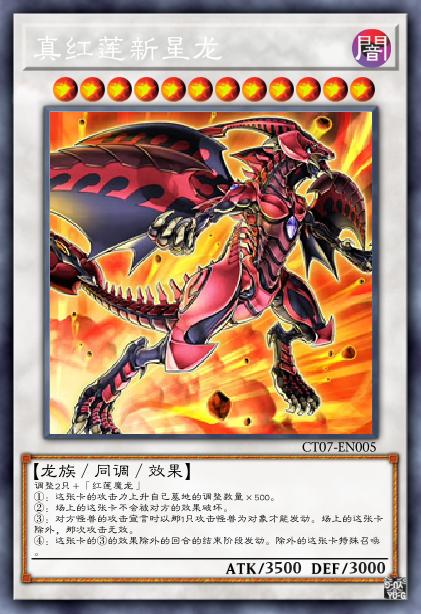 真红莲新星龙
闇
CT07-EN005
【龙族／同调／效果】
调整2只＋「红莲魔龙」
①：这张卡的攻击力上升自己墓地的调整数量×500。
②：场上的这张卡不会被对方的效果破坏。
③：对方怪兽的攻击宣言时以那1只攻击怪兽为对象才能发动。场上的这张卡
除外，那次攻击无效。
④：这张卡的③的效果除外的回合的结束阶段发动。除外的这张卡特殊召唤
。
ATK/3500 DEF/3000